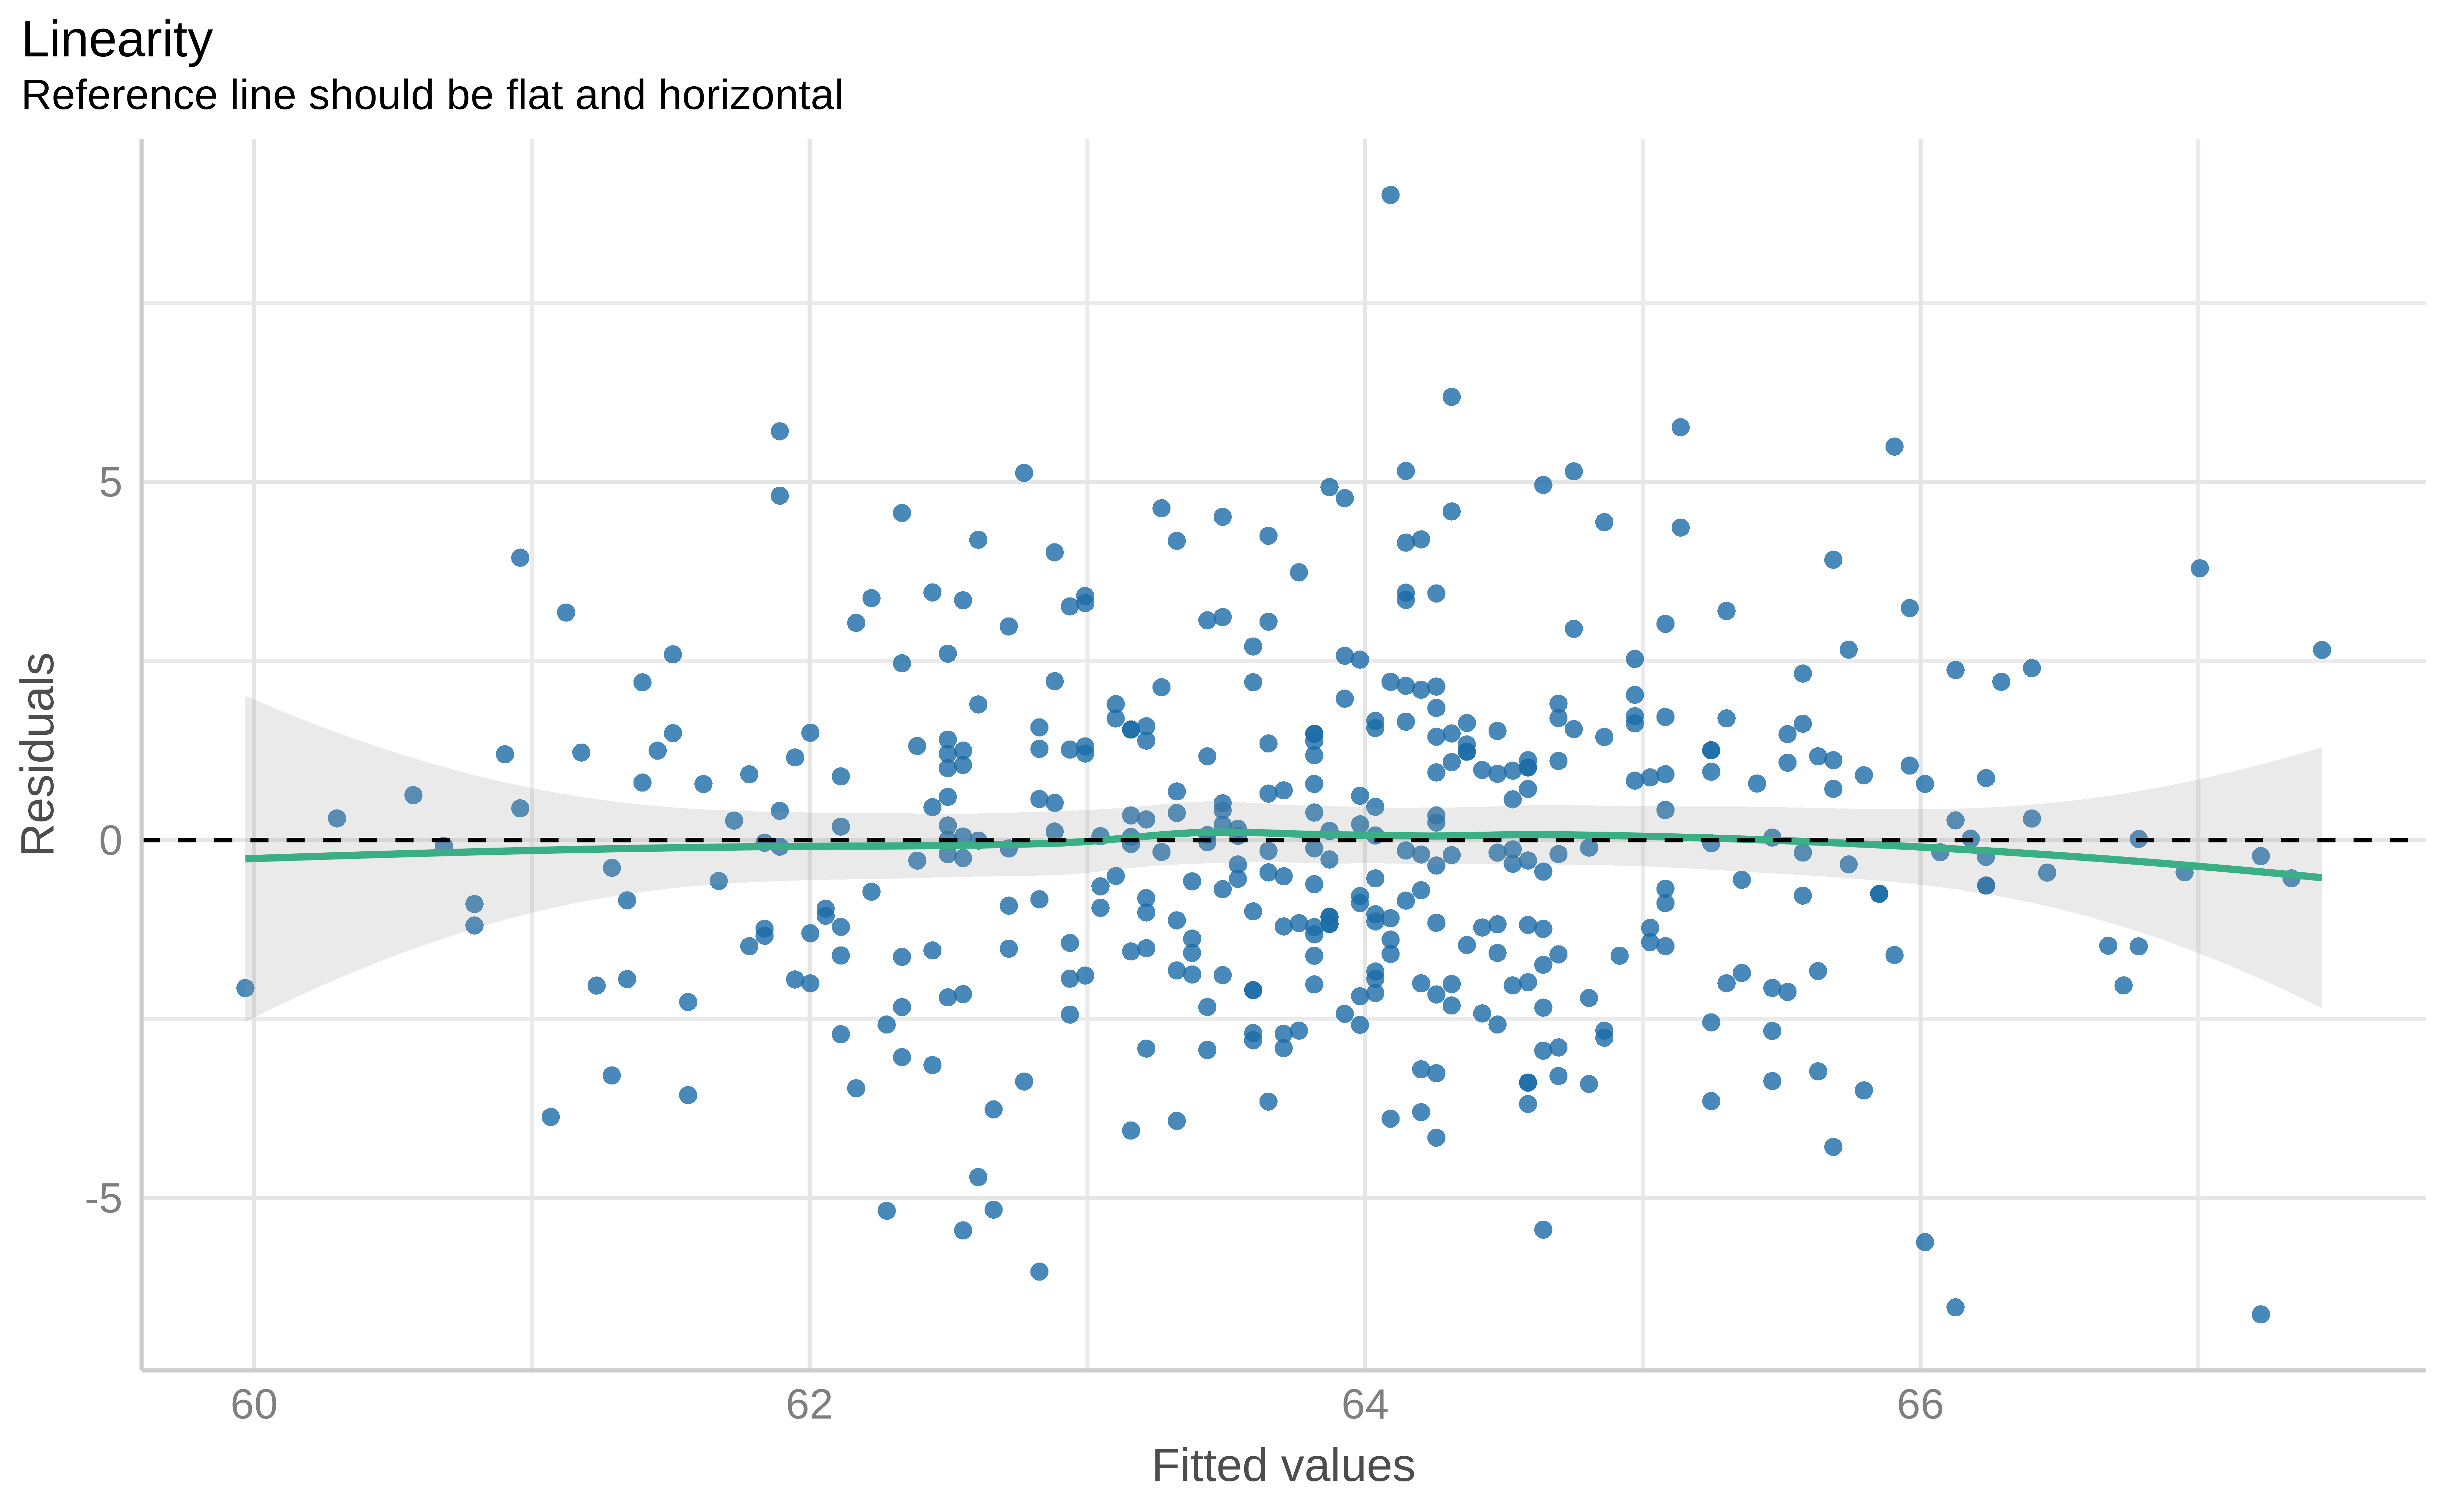 Linearity
Reference line should be flat and horizontal
Residuals
5
0
-5
60
62
64
66
Fitted values